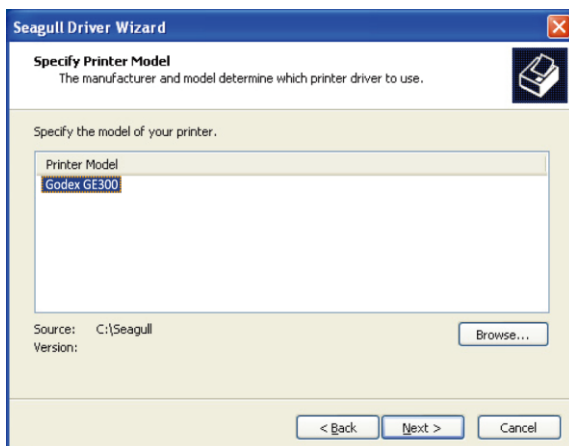 Seagull Driver Wizard
Specify Printer Model
The manufacturer and model determine which printer driver to use.
Specify the model of your printer.
Printer Model
Godex GE300
Source: C:\Seagull
Browse...
Version:
< Back Next > Cancel